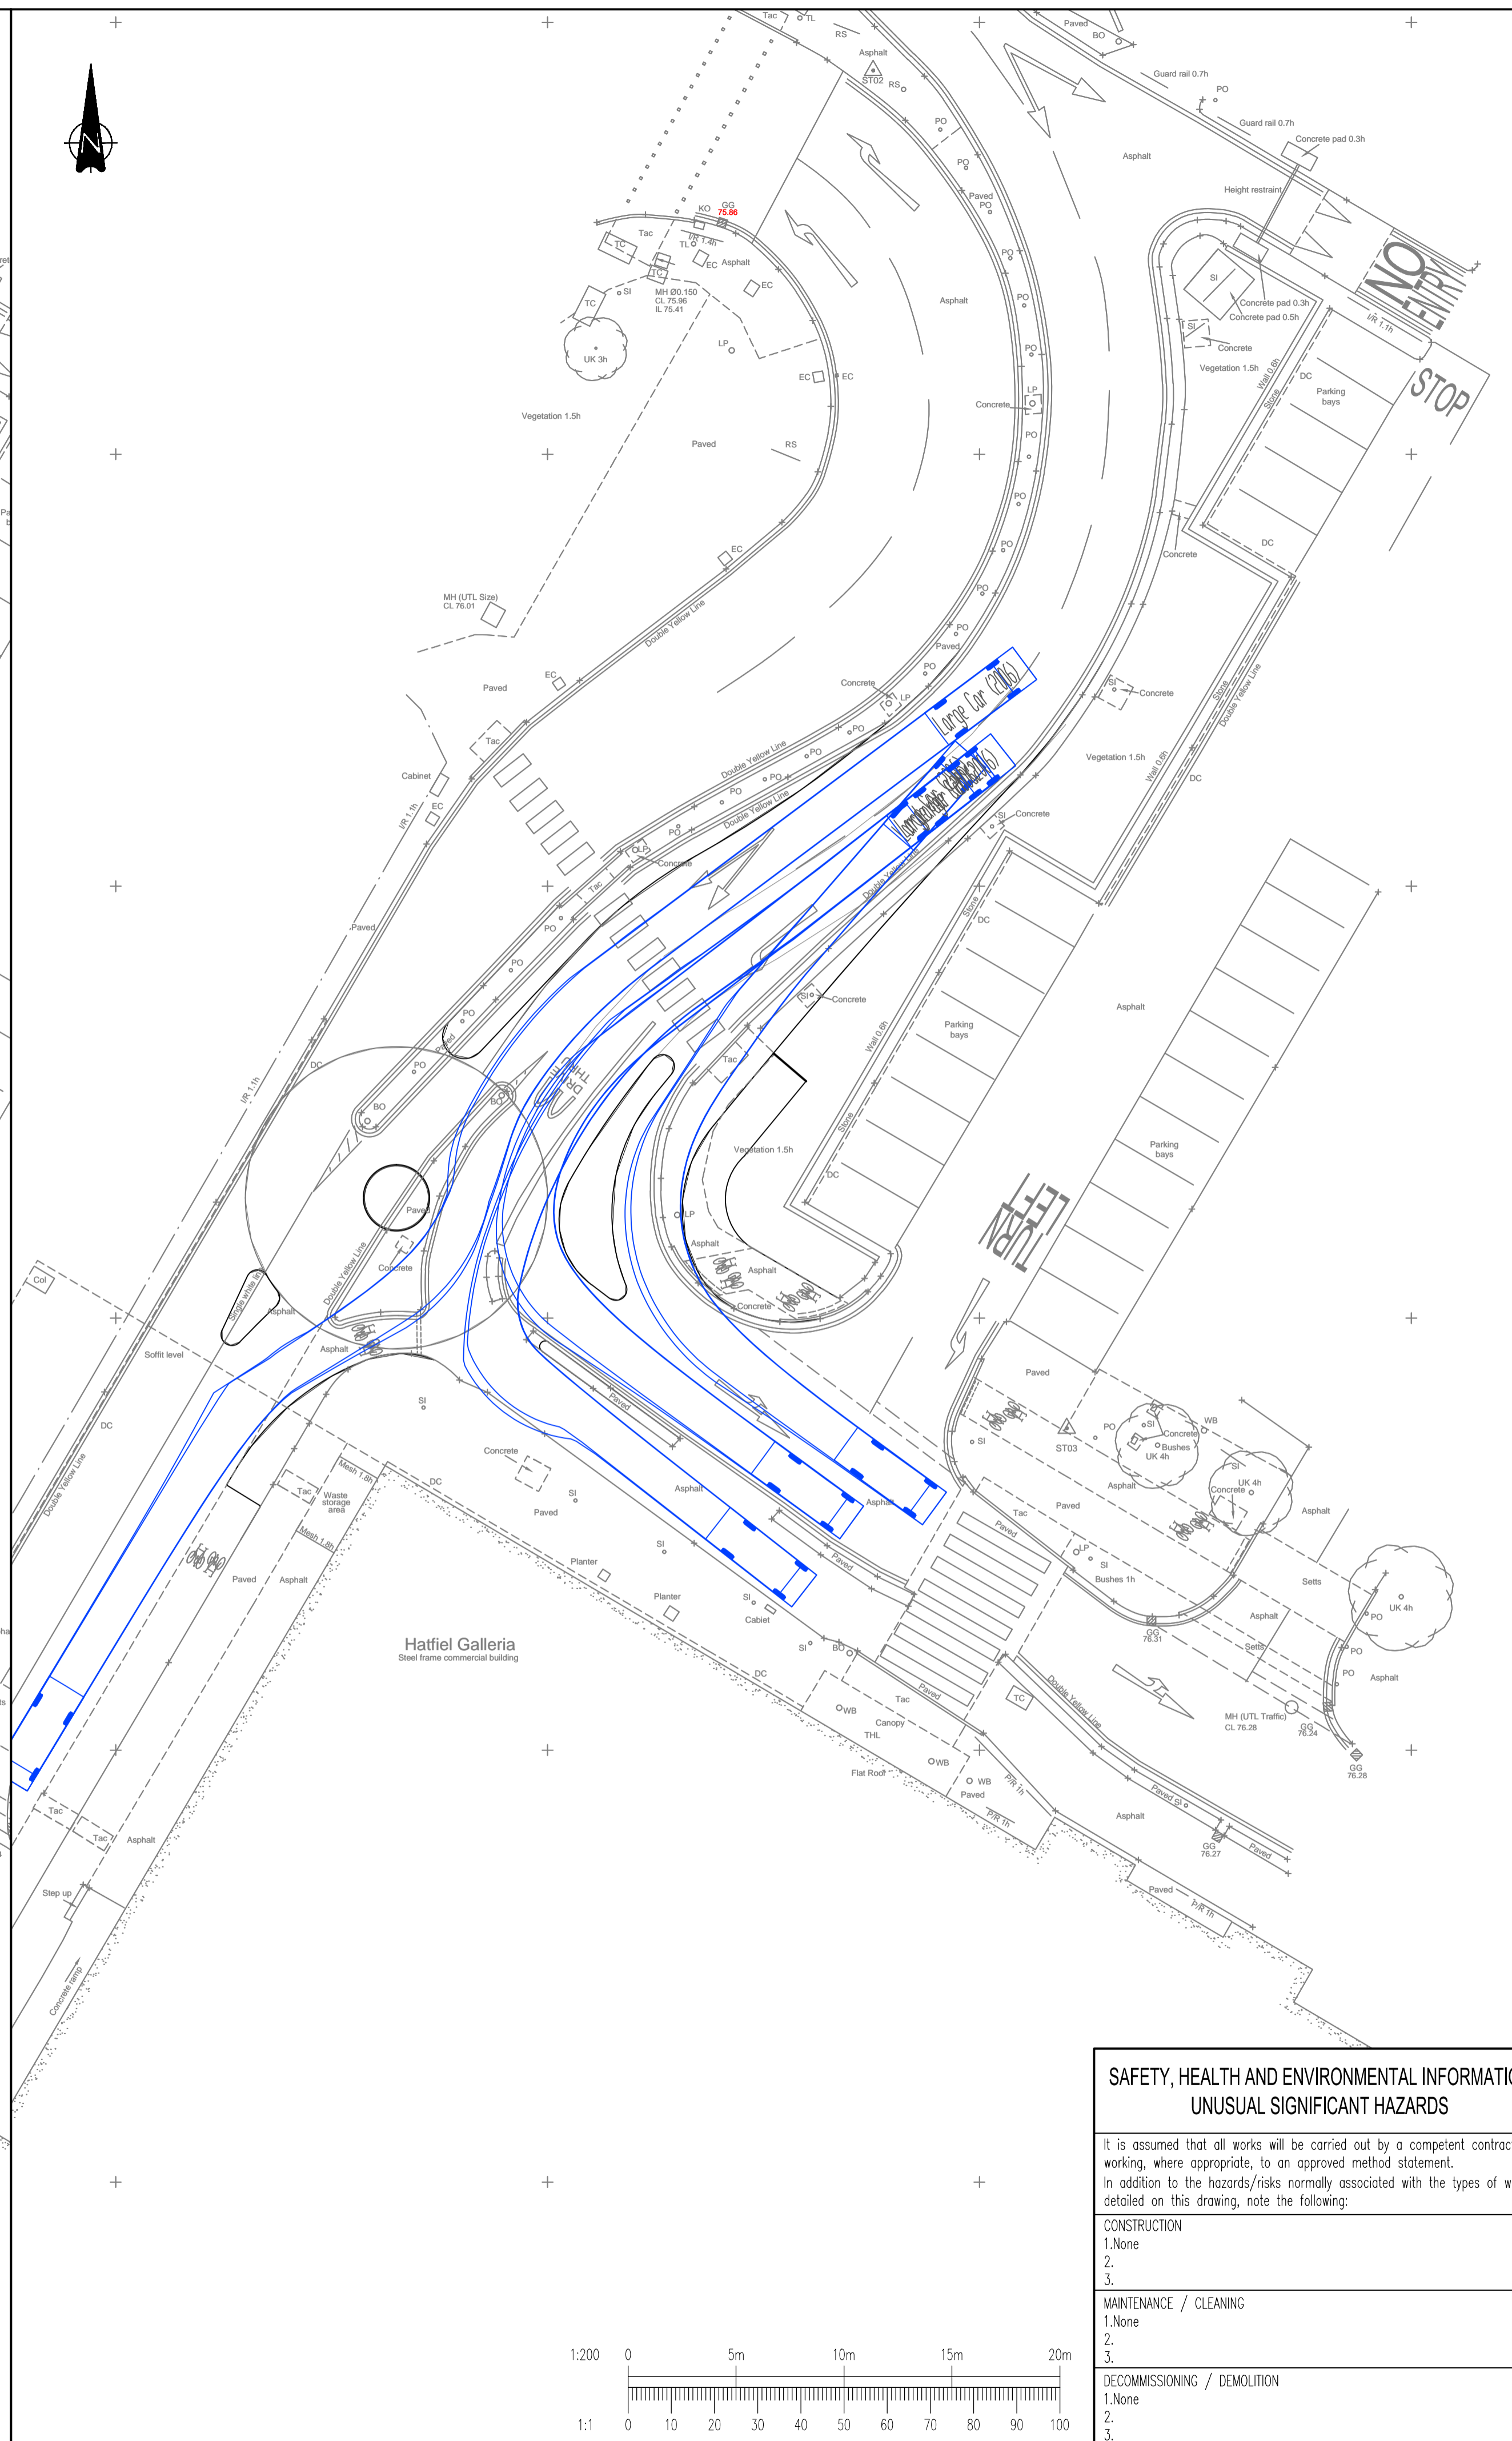 Tac
TL
RS
Asphalt
ST02
RS
Paved
BO
Guard rail 0.7h
PO
Guard rail 0.7h
Concrete pad 0.3h
PO
Asphalt
Height restraint
PO
Paved
PO
KO
GG
75.86
Tac
TL
I/R 1.4h
TC
EC
Asphalt
TC
EC
TC
SI
MH Ø0.150
CL 75.96
IL 75.41
N
NO
ENTRY
SI
Concrete pad 0.3h
Concrete pad 0.5h
I/R 1.1h
SI
Concrete
Vegetation 1.5h
PO
PO
Asphalt
PO
LP
UK 3h
EC
EC
LP
Concrete
Wall 0.6h
Stone
DC
Parking
bays
STOP
Vegetation 1.5h
Paved
RS
PO
PO
PO
DC
Concrete
EC
PO
MH (UTL Size)
CL 76.01
Double Yellow Line
PO
Paved
PO
EC
Paved
Concrete
LP
Large Car (2006)
SI
Concrete
Stone
Double Yellow Line
Tac
PO
PO
Double Yellow Line
PO
PO
Vegetation 1.5h
Wall 0.6h
DC
Cabinet
EC
I/R 1.1h
Double Yellow Line
PO
LP
Concrete
SI
Concrete
Double Yellow Line
Tac
Paved
PO
Stone
DC
PO
PO
SI
Concrete
Asphalt
Parking
bays
Wall 0.6h
Paved
DC
PO
Tac
I/R 1.1h
BO
BO
DRIVE
THRU
Stone
Vegetation 1.5h
DC
Parking
bays
TURN
LEFT
Paved
LP
Concrete
Asphalt
Asphalt
Concrete
Col
Single white line
Asphalt
Double Yellow Line
Soffit level
Asphalt
Paved
SI
Paved
DC
ST03
PO
SI
Concrete
Bushes
UK 4h
WB
SI
Mesh 1.8h
DC
Concrete
SI
Asphalt
Asphalt
UK 4h
SI
Concrete
Asphalt
Double Yellow Line
Tac
Waste
storage
area
Mesh 1.8h
Paved
Asphalt
Paved
SI
Tac
Paved
Paved
LP
SI
Bushes 1h
Setts
UK 4h
Planter
Paved
Planter
SI
Cabiet
Hatfiel Galleria
Steel frame commercial building
SI
BO
GG
76.31
Asphalt
Setts
PO
PO
PO
Asphalt
DC
Tac
Paved
WB
Canopy
THL
TC
Double Yellow Line
MH (UTL Traffic)
CL 76.28
GG
76.24
GG
76.28
Flat Roof
WB
WB
Paved
P/R 1h
P/R 1h
Paved
SI
Asphalt
GG
76.27
Paved
Tac
Tac
Asphalt
Step up
Paved
P/R 1h
Concrete ramp
SAFETY, HEALTH AND ENVIRONMENTAL INFORMATIO
UNUSUAL SIGNIFICANT HAZARDS
It is assumed that all works will be carried out by a competent contrac
working, where appropriate, to an approved method statement.
In addition to the hazards/risks normally associated with the types of w
detailed on this drawing, note the following:
CONSTRUCTION
1.None
2.
3.
MAINTENANCE / CLEANING
1.None
2.
3.
DECOMMISSIONING / DEMOLITION
1.None
2.
3.
1:200 0 5m 10m 15m 20m
1:1 0 10 20 30 40 50 60 70 80 90 100